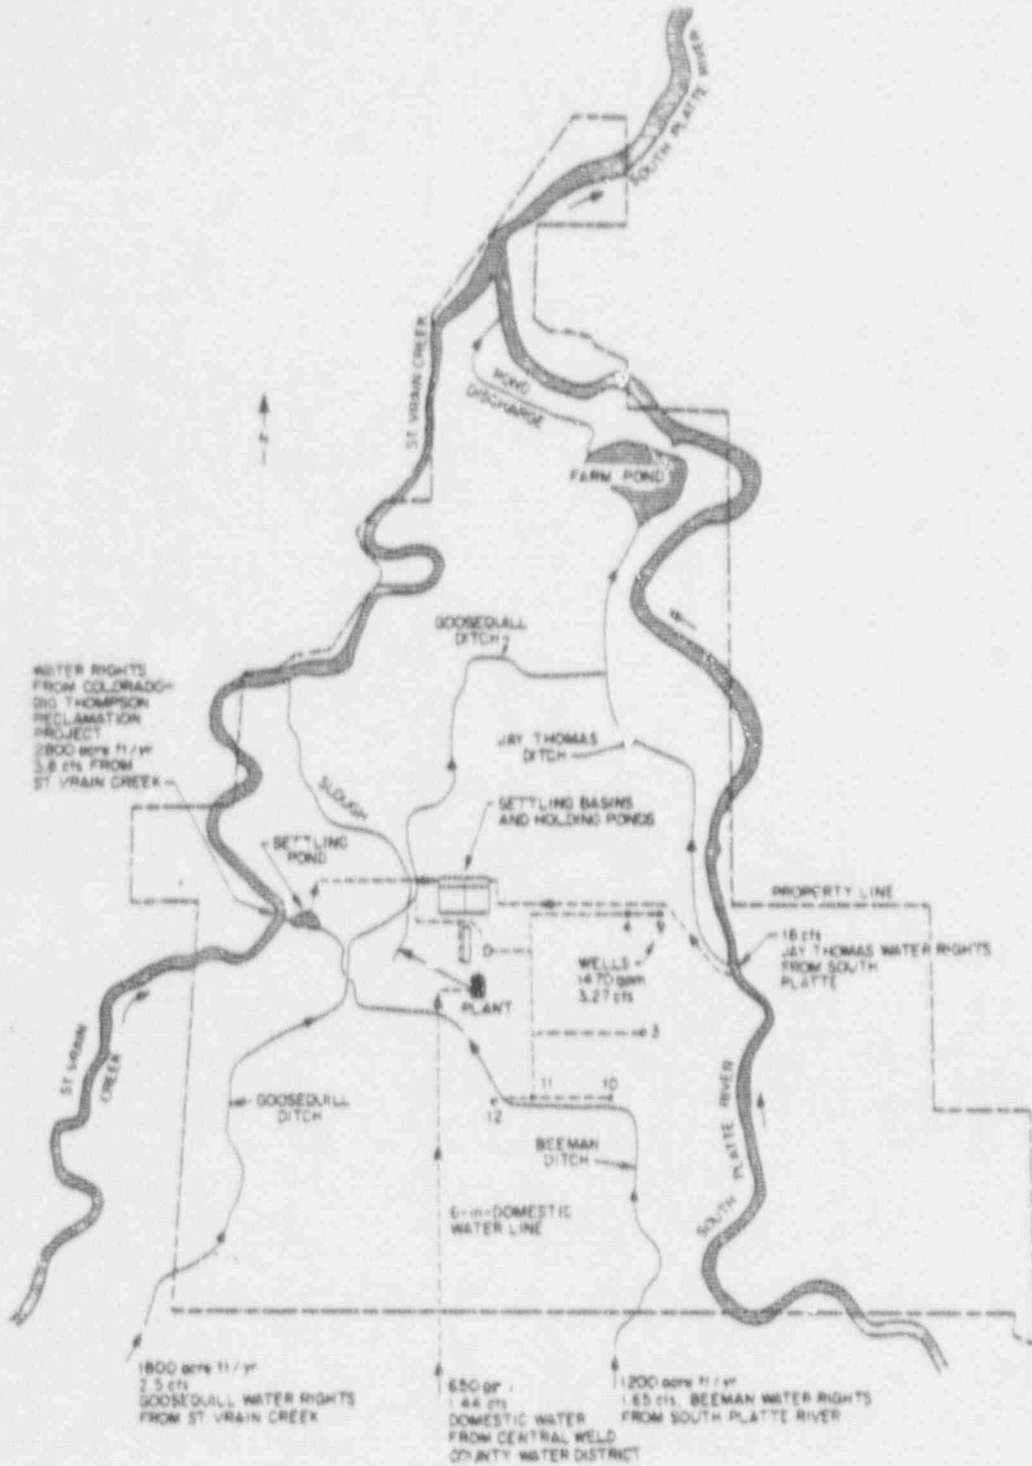 SOUTH PLATTE RIVER
ST VRAIN CREEK
POND
DISCHARGE
FARM POND
N
GOOSEQUILL
DITCH
WATER RIGHTS
FROM COLORADO-
BIG THOMPSON
RECLAMATION
PROJECT
2800 acre ft/yr
3.8 cfs FROM
ST VRAIN CREEK
JAY THOMAS
DITCH
SLOUGH
SETTLING BASINS
AND HOLDING PONDS
SETTLING
POND
PROPERTY LINE
4 9
18 cfs
JAY THOMAS WATER RIGHTS
FROM SOUTH
PLATTE
WELLS
1470 gpm
3.27 cfs
PLANT
3
ST VRAIN
CREEK
GOOSEQUILL
DITCH
11 10
12
BEEMAN
DITCH
SOUTH PLATTE RIVER
6-in-DOMESTIC
WATER LINE
1800 acre ft/yr
2.5 cfs
GOOSEQUILL WATER RIGHTS
FROM ST VRAIN CREEK
650
1.44 cfs
DOMESTIC WATER
FROM CENTRAL WELD
COUNTY WATER DISTRICT
1200 acre ft/yr
1.65 cfs, BEEMAN WATER RIGHTS
FROM SOUTH PLATTE RIVER